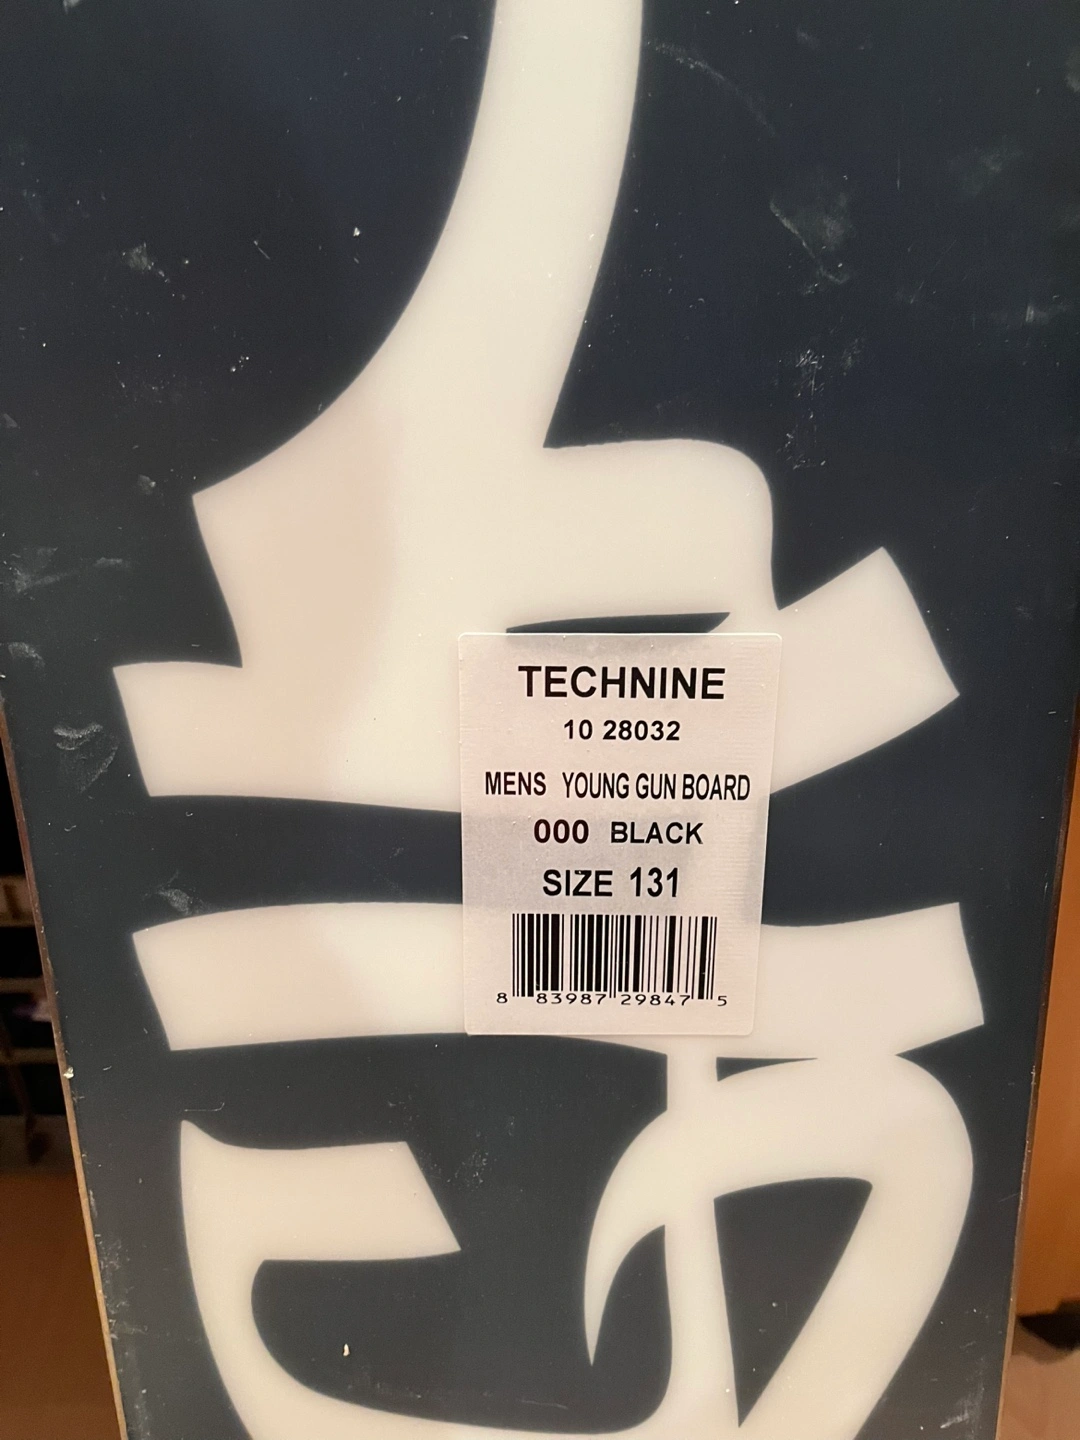 TECHNINE
10 28032
MENS YOUNG GUN BOARD
000 BLACK
SIZE 131
8 83987 29847 5